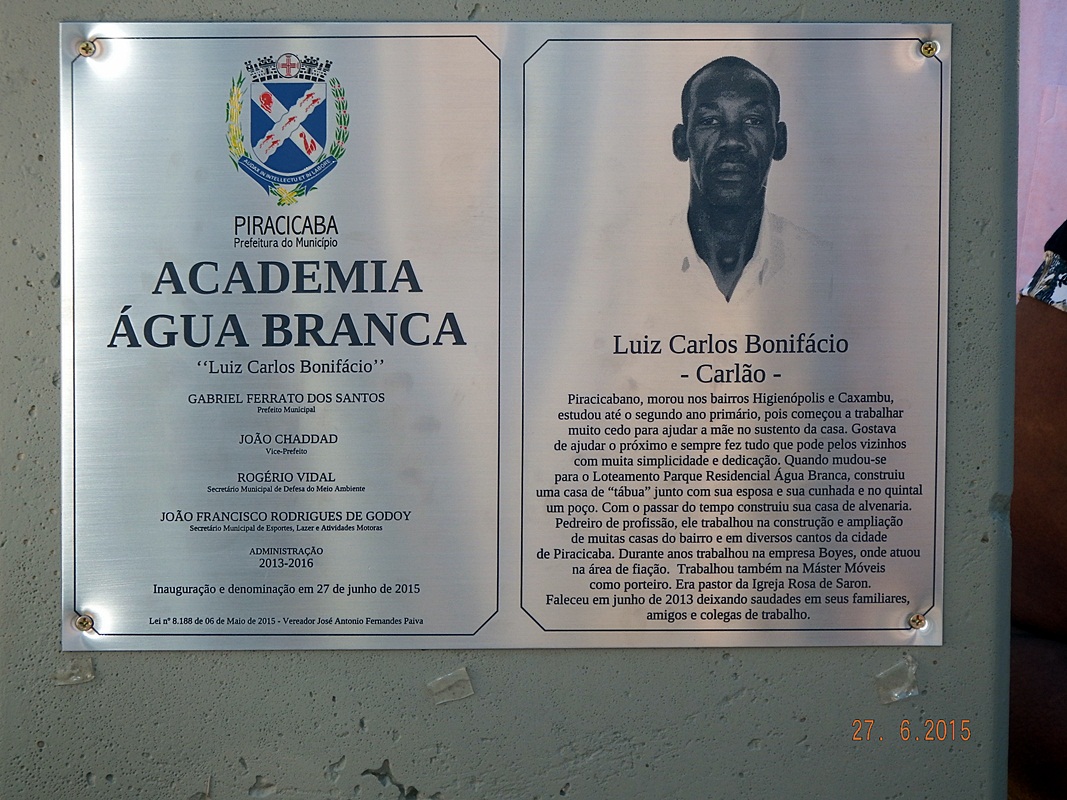 AUDAX IN INTELLECTU ET IN LABORE
PIRACICABA
Prefeitura do Município
ACADEMIA
ÁGUA BRANCA
‘‘Luiz Carlos Bonifácio’’
GABRIEL FERRATO DOS SANTOS
Prefeito Municipal
JOÃO CHADDAD
Vice-Prefeito
ROGÉRIO VIDAL
Secretário Municipal de Defesa do Meio Ambiente
JOÃO FRANCISCO RODRIGUES DE GODOY
Secretário Municipal de Esportes, Lazer e Atividades Motoras
ADMINISTRAÇÃO
2013-2016
Inauguração e denominação em 27 de junho de 2015
Lei nº 8.188 de 06 de Maio de 2015 - Vereador José Antonio Fernandes Paiva
Luiz Carlos Bonifácio
- Carlão -
Piracicabano, morou nos bairros Higienópolis e Caxambu,
estudou até o segundo ano primário, pois começou a trabalhar
muito cedo para ajudar a mãe no sustento da casa. Gostava
de ajudar o próximo e sempre fez tudo que pode pelos vizinhos
com muita simplicidade e dedicação. Quando mudou-se
para o Loteamento Parque Residencial Água Branca, construiu
uma casa de “tábua” junto com sua esposa e sua cunhada e no quintal
um poço. Com o passar do tempo construiu sua casa de alvenaria.
Pedreiro de profissão, ele trabalhou na construção e ampliação
de muitas casas do bairro e em diversos cantos da cidade
de Piracicaba. Durante anos trabalhou na empresa Boyes, onde atuou
na área de fiação. Trabalhou também na Máster Móveis
como porteiro. Era pastor da Igreja Rosa de Saron.
Faleceu em junho de 2013 deixando saudades em seus familiares,
amigos e colegas de trabalho.
27. 6.2015